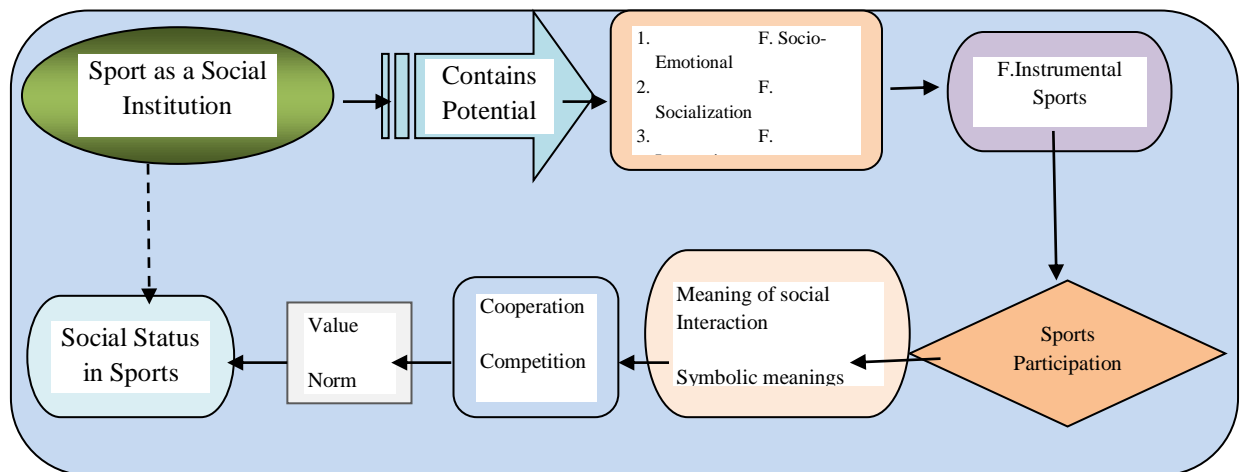 Sport as a Social
Institution
Contains
Potential
1. F. Socio-
Emotional
2. F.
Socialization
3. F.
F.Instrumental
Sports
Sports
Participation
Meaning of social
Interaction
Symbolic meanings
Cooperation
Competition
Value
Norm
Social Status
in Sports